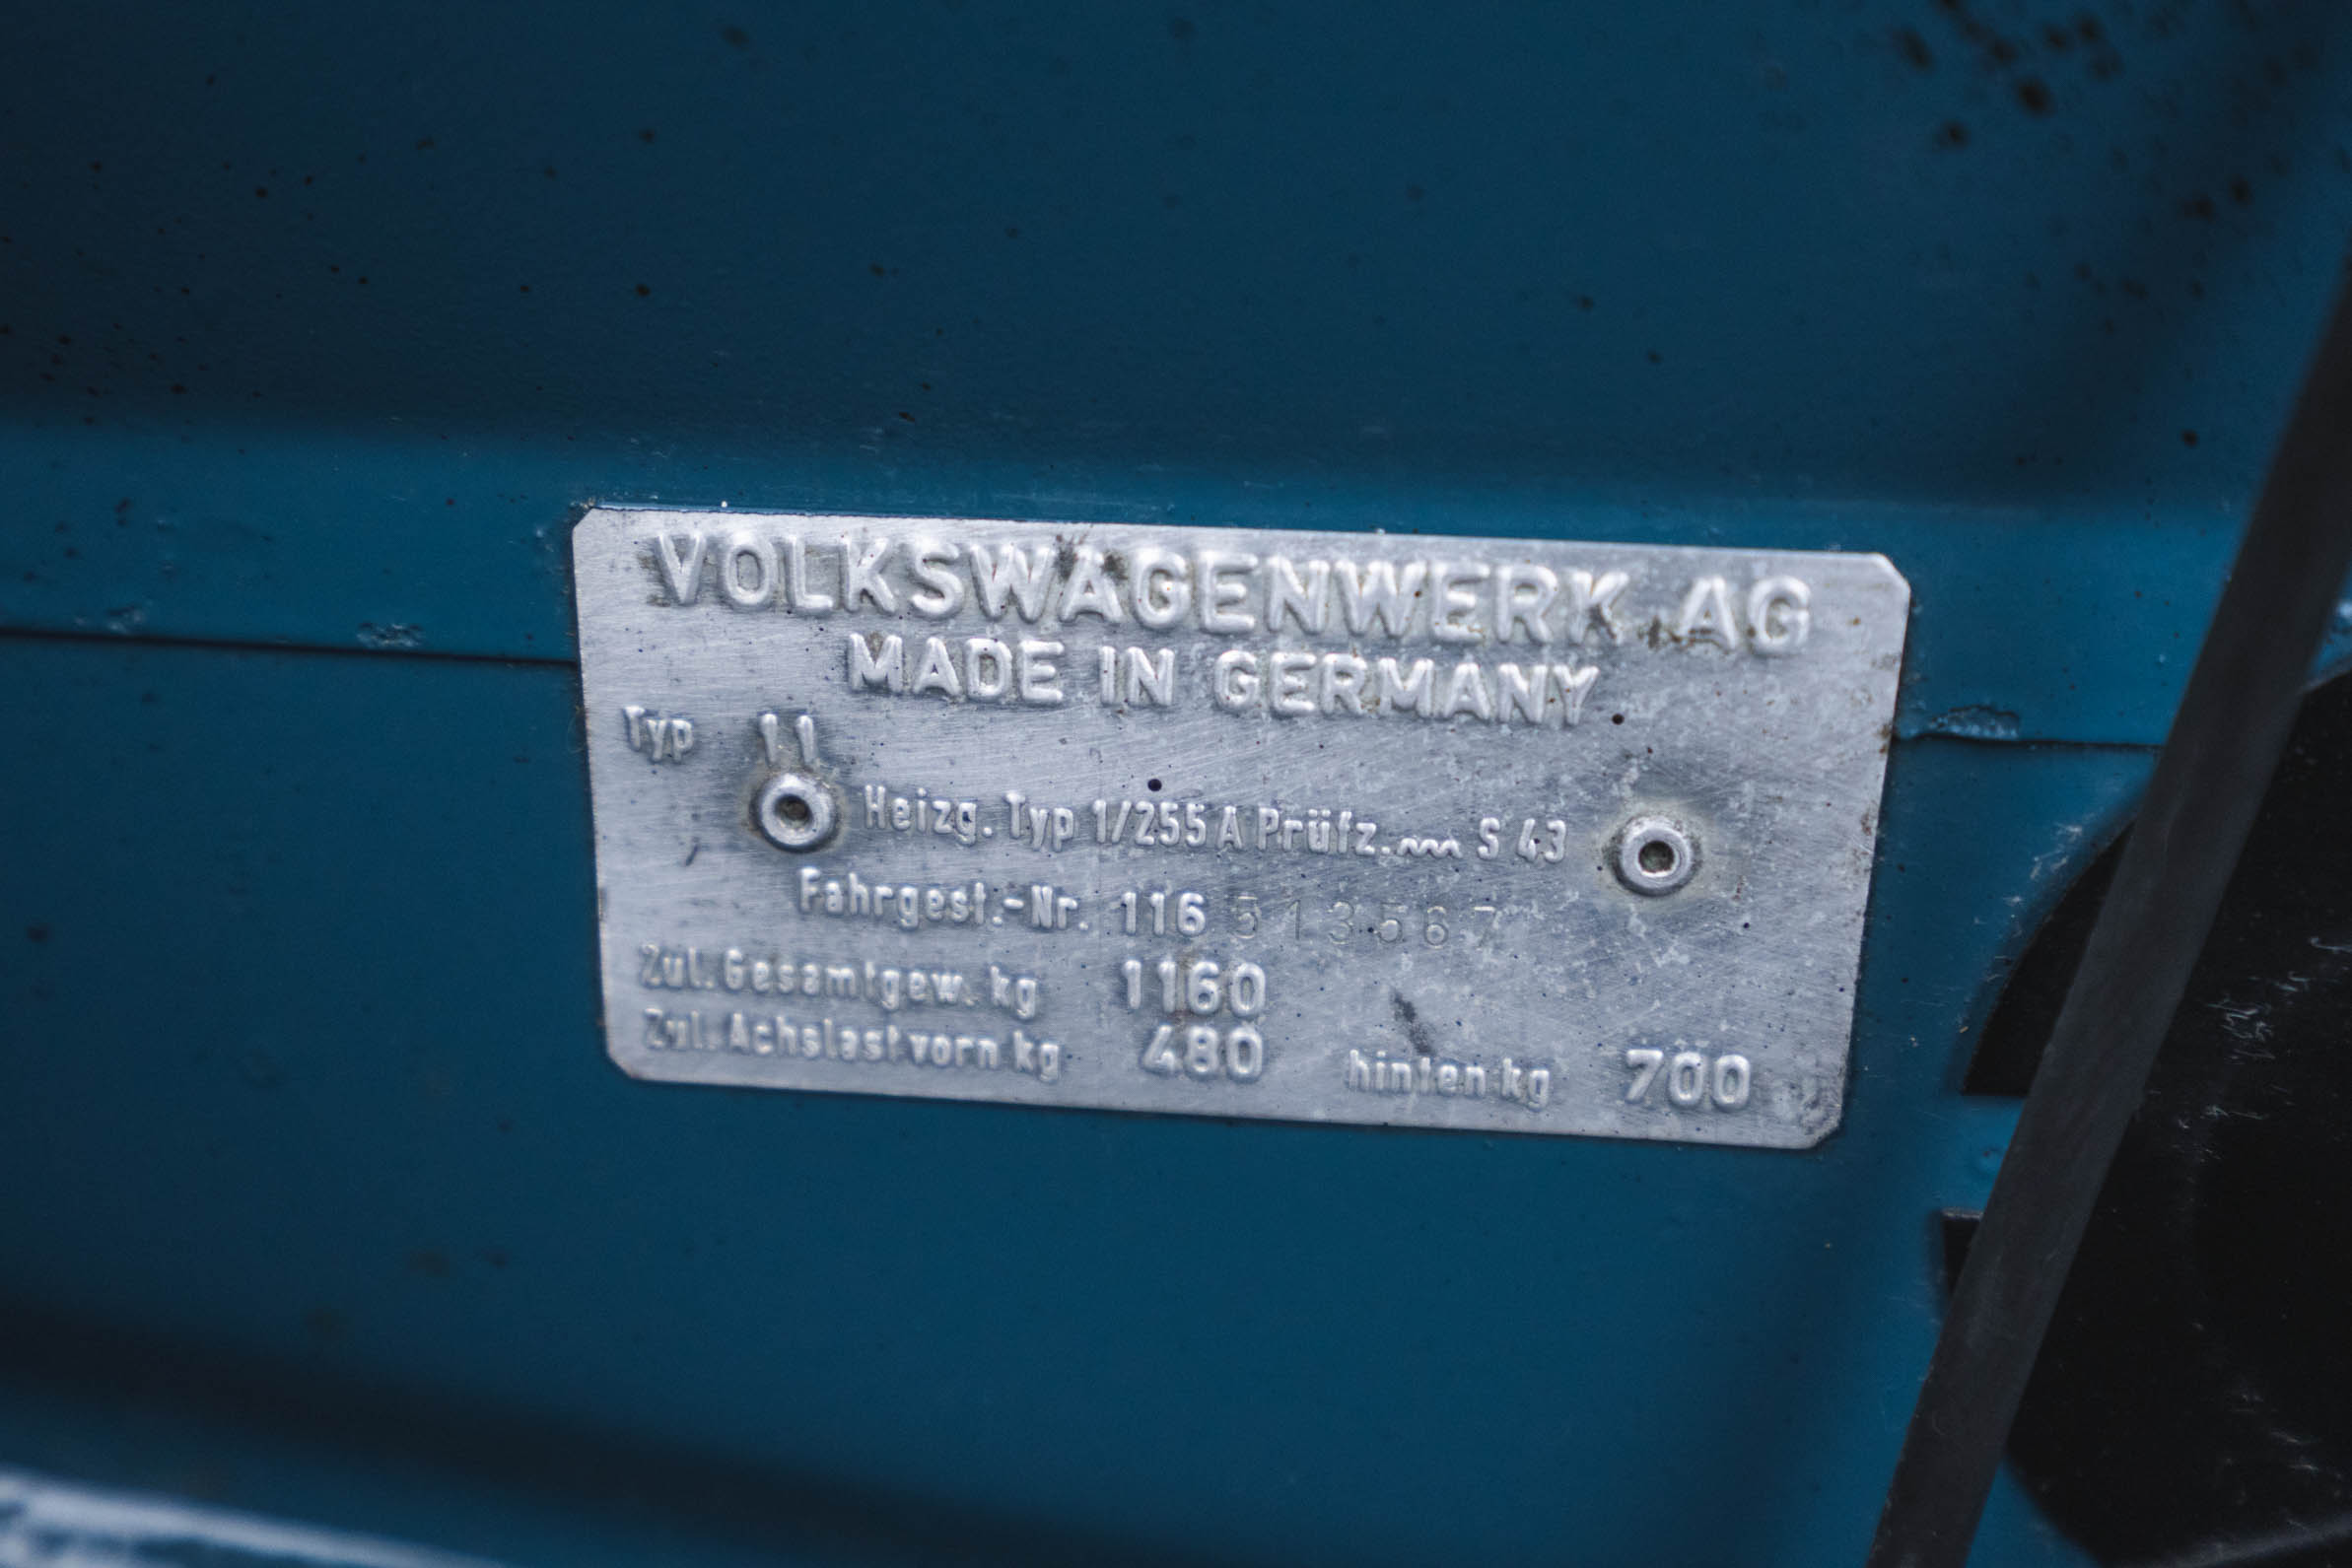 VOLKSWAGENWERK AG
MADE IN GERMANY
Typ 11
Heizg. Typ 1/255 A Prüfz. ~~~ S 43
Fahrgest.-Nr. 116 513567
Zul. Gesamtgew. kg 1160
Zul. Achslast vorn kg 480 hinten kg 700